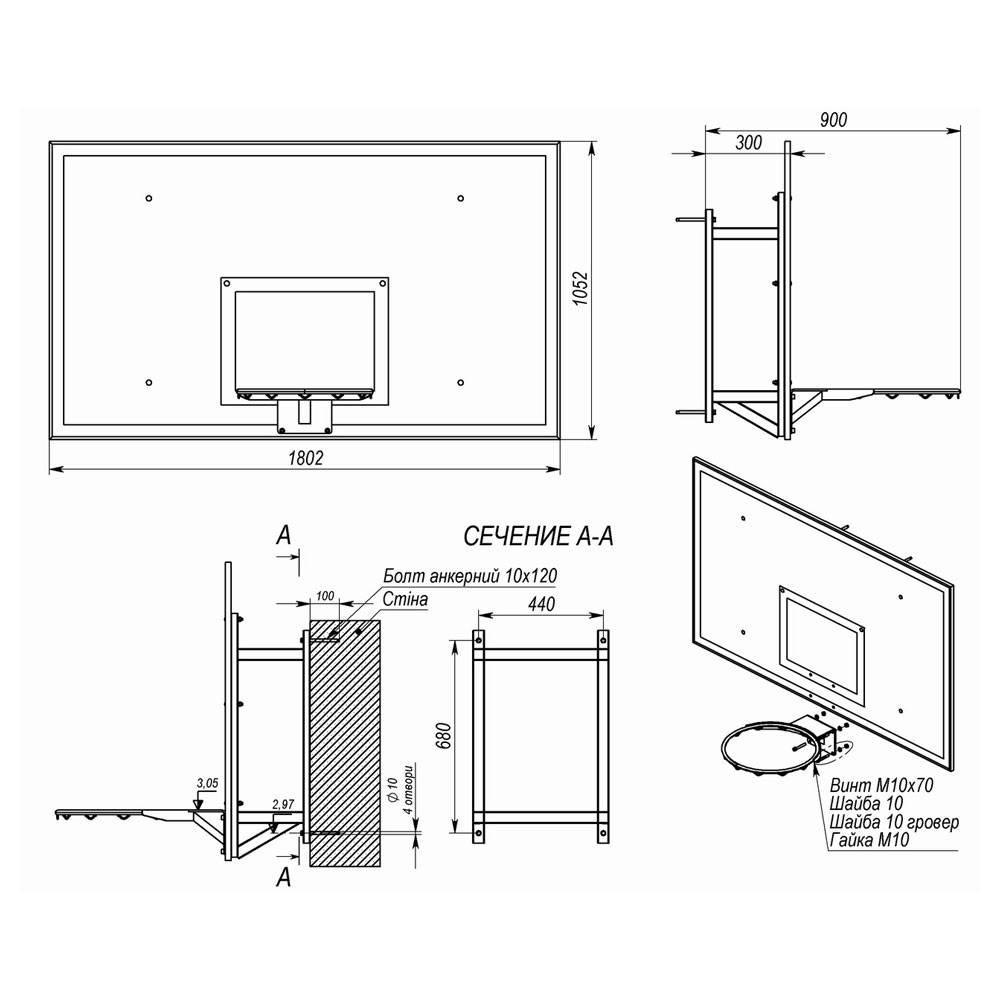 900
300
1052
1802
А
СЕЧЕНИЕ А-А
Болт анкерний 10х120
Стіна
100
440
680
3,05
2,97
Ф10
4 отвори
А
Винт М10х70
Шайба 10
Шайба 10 гровер
Гайка М10